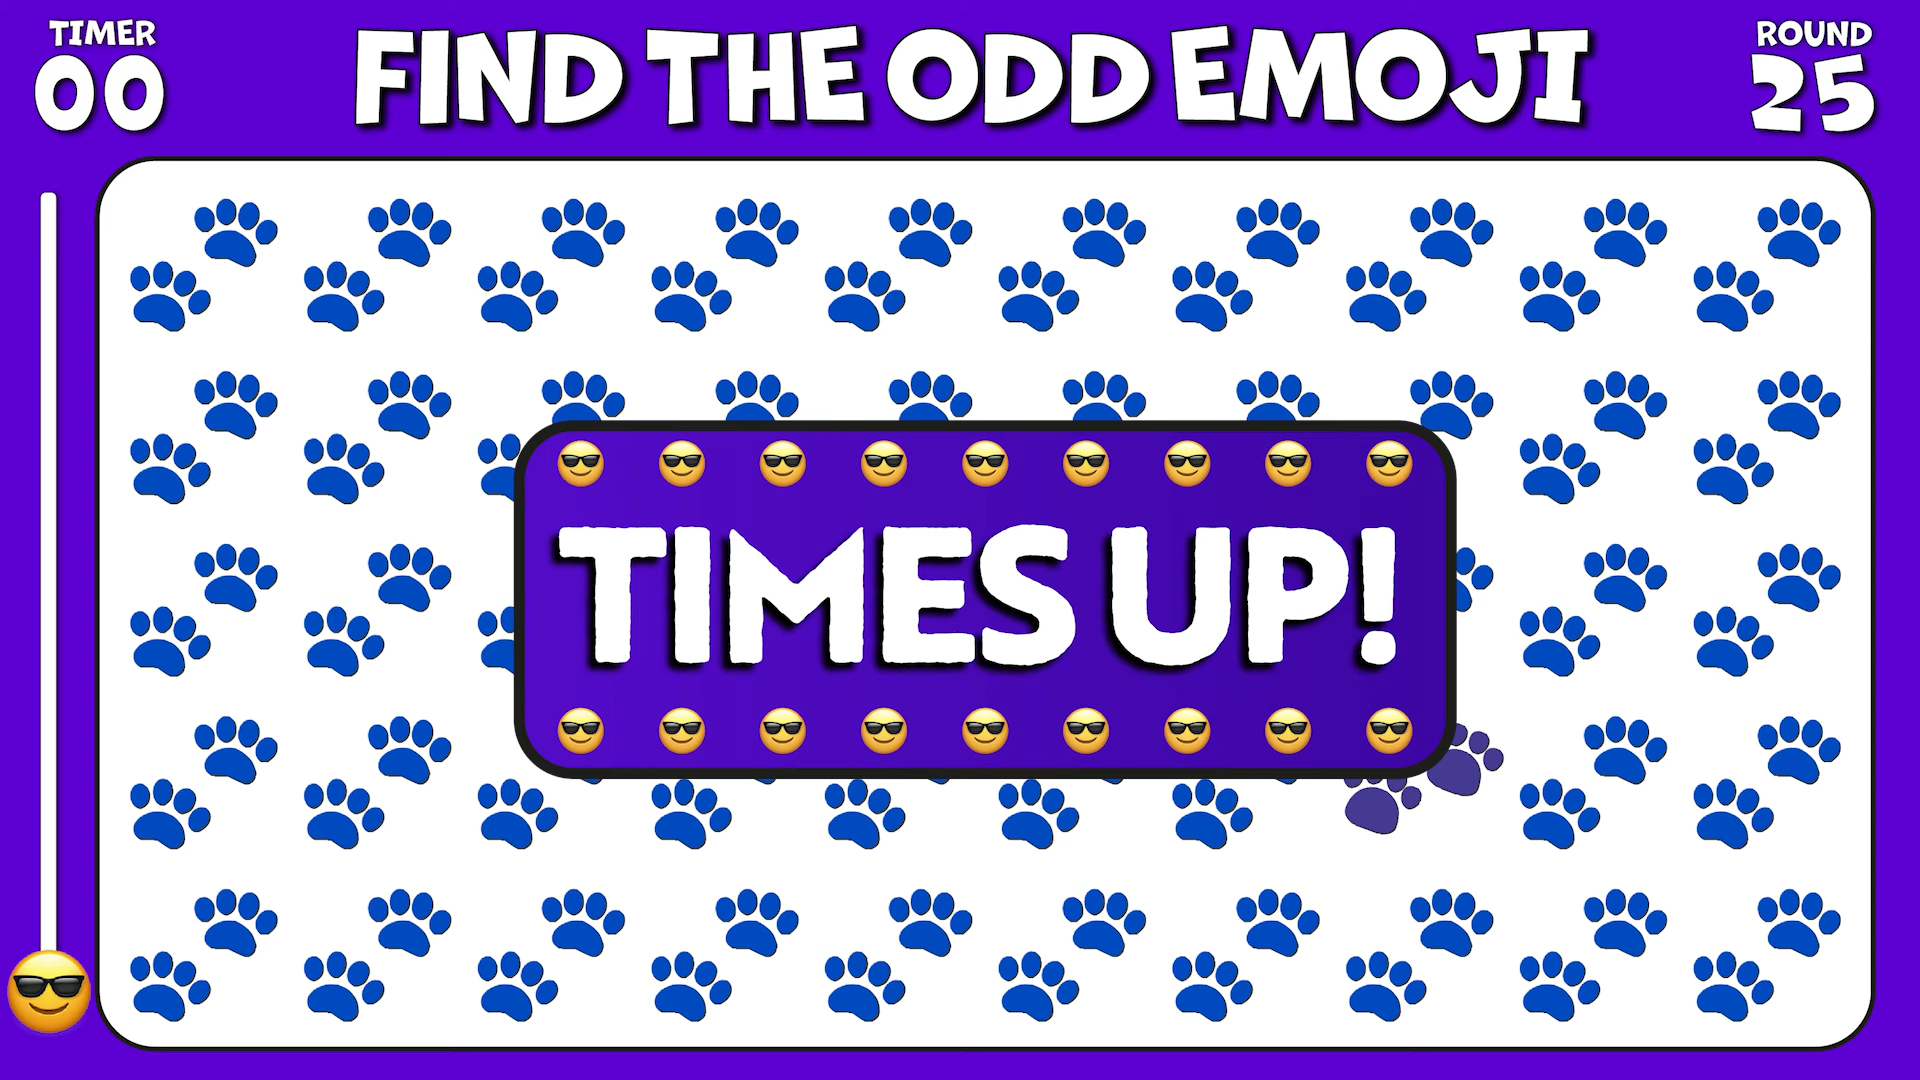 TIMER
00
FIND THE ODD EMOJI
ROUND
25
TIMES UP!